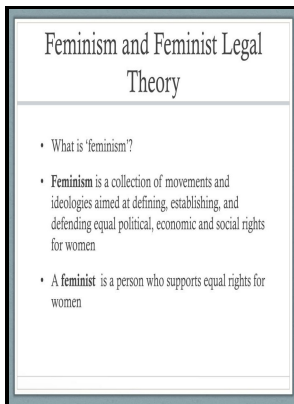 Feminism and Feminist Legal
Theory
• What is ‘feminism’?
• Feminism is a collection of movements and
ideologies aimed at defining, establishing, and
defending equal political, economic and social rights
for women
• A feminist is a person who supports equal rights for
women